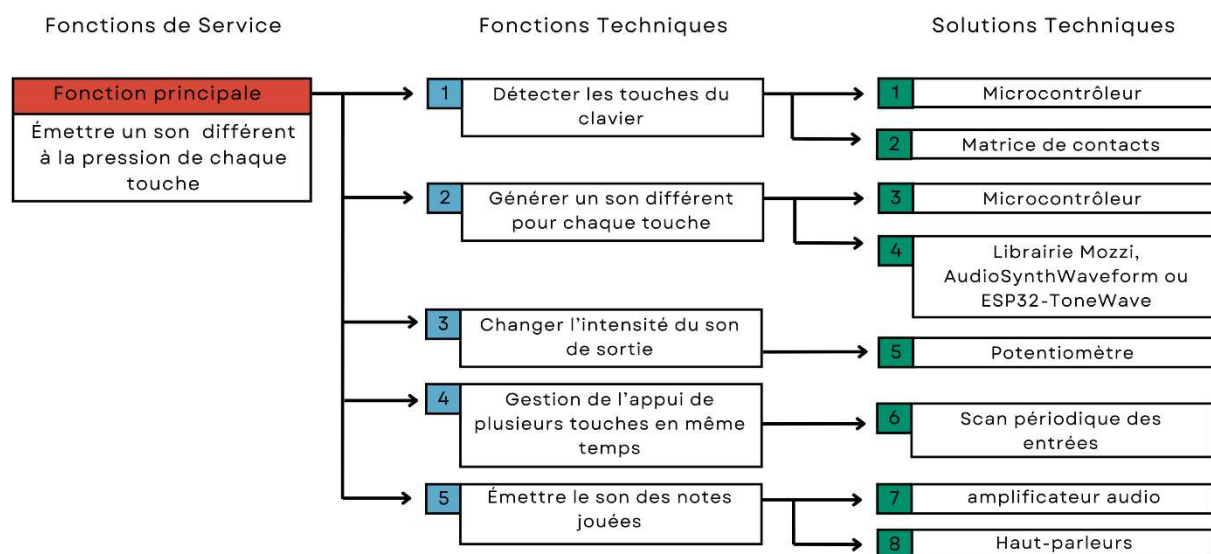 Fonctions de Service
Fonctions Techniques
Solutions Techniques
Fonction principale
Émettre un son différent
à la pression de chaque
touche
1
Détecter les touches du
clavier
1
Microcontrôleur
2
Matrice de contacts
2
Générer un son différent
pour chaque touche
3
Microcontrôleur
4
Librairie Mozzi,
AudioSynthWaveform ou
ESP32-ToneWave
3
Changer l'intensité du son
de sortie
5
Potentiomètre
4
Gestion de l'appui de
plusieurs touches en même
temps
6
Scan périodique des
entrées
5
Émettre le son des notes
jouées
7
amplificateur audio
8
Haut-parleurs